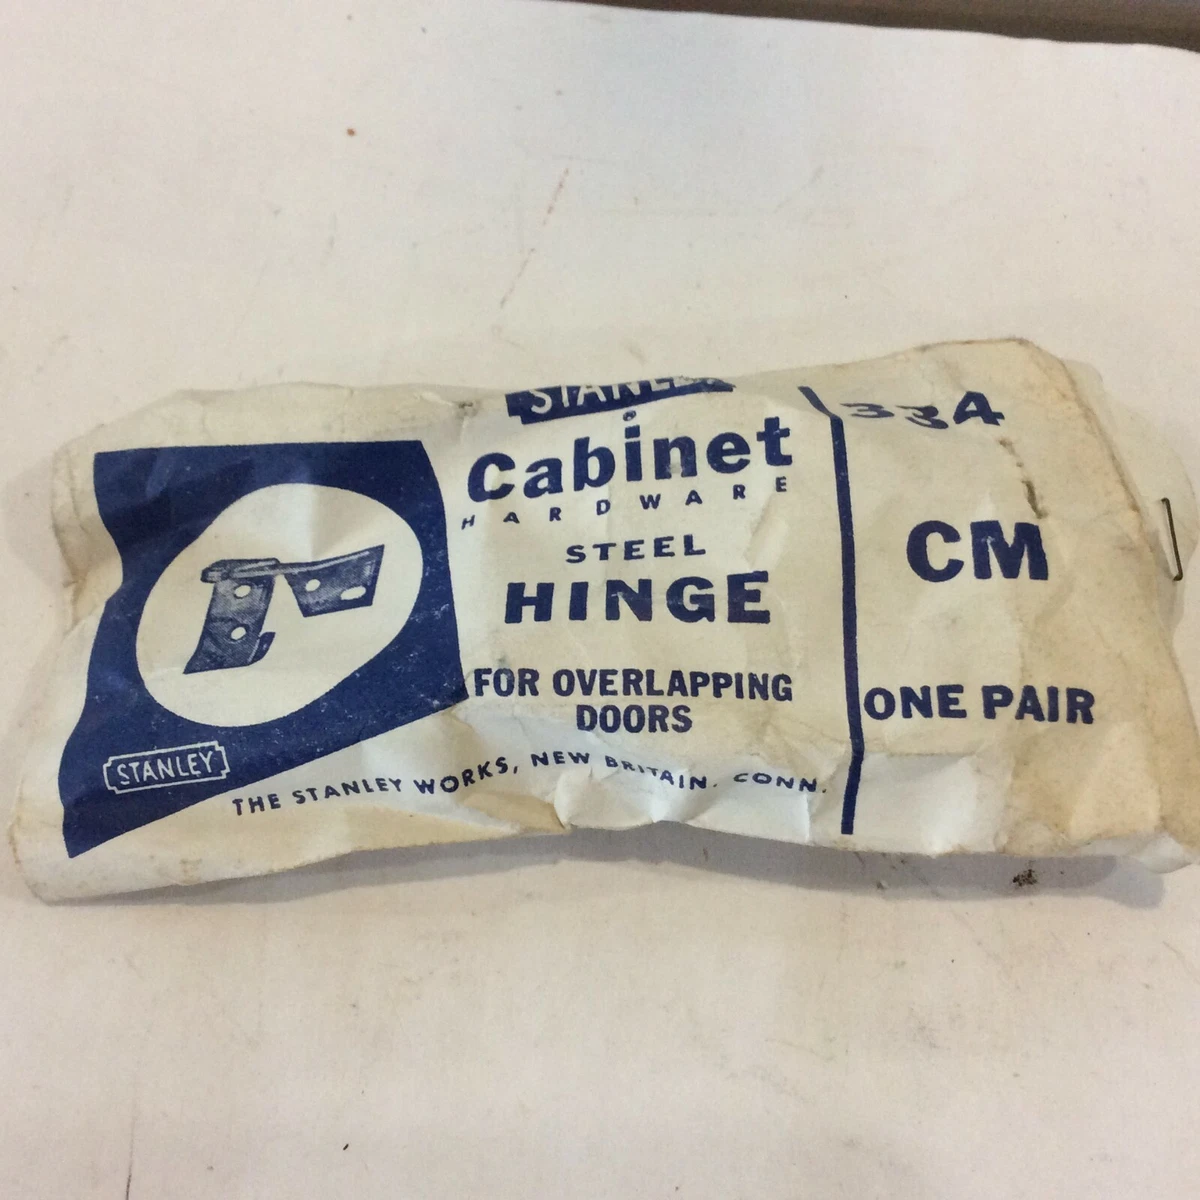 STANLEY
Cabinet
HARDWARE
STEEL
HINGE
FOR OVERLAPPING
DOORS
STANLEY
THE STANLEY WORKS, NEW BRITAIN, CONN.
334
CM
ONE PAIR